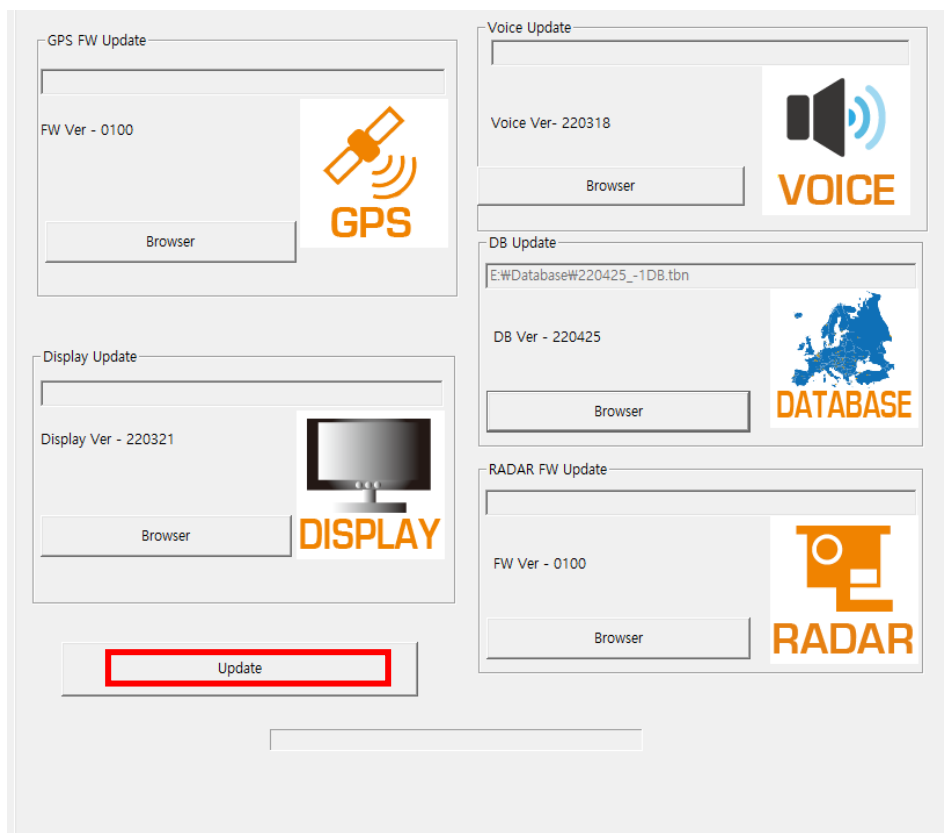 GPS FW Update
FW Ver - 0100
GPS
Browser
Voice Update
Voice Ver- 220318
Browser
VOICE
DB Update
E:₩Database₩220425_-1DB.tbn
DB Ver - 220425
Browser
DATABASE
Display Update
Display Ver - 220321
Browser
DISPLAY
RADAR FW Update
FW Ver - 0100
Browser
RADAR
Update